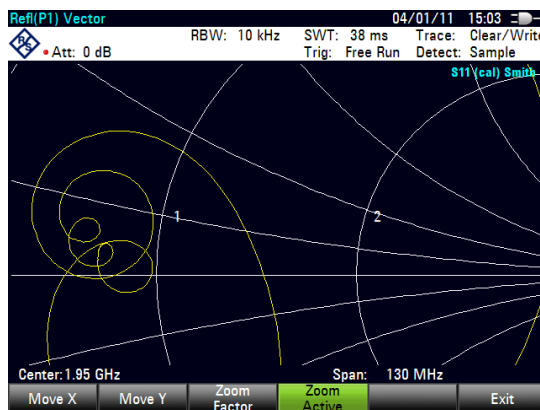 Refl(P1) Vector 04/01/11 15:03
RBW: 10 kHz SWT: 38 ms Trace: Clear/Write
R&S Att: 0 dB Trig: Free Run Detect: Sample
S11 (cal) Smith
1 2
Center: 1.95 GHz Span: 130 MHz
Move X Move Y Zoom Factor Zoom Active Exit